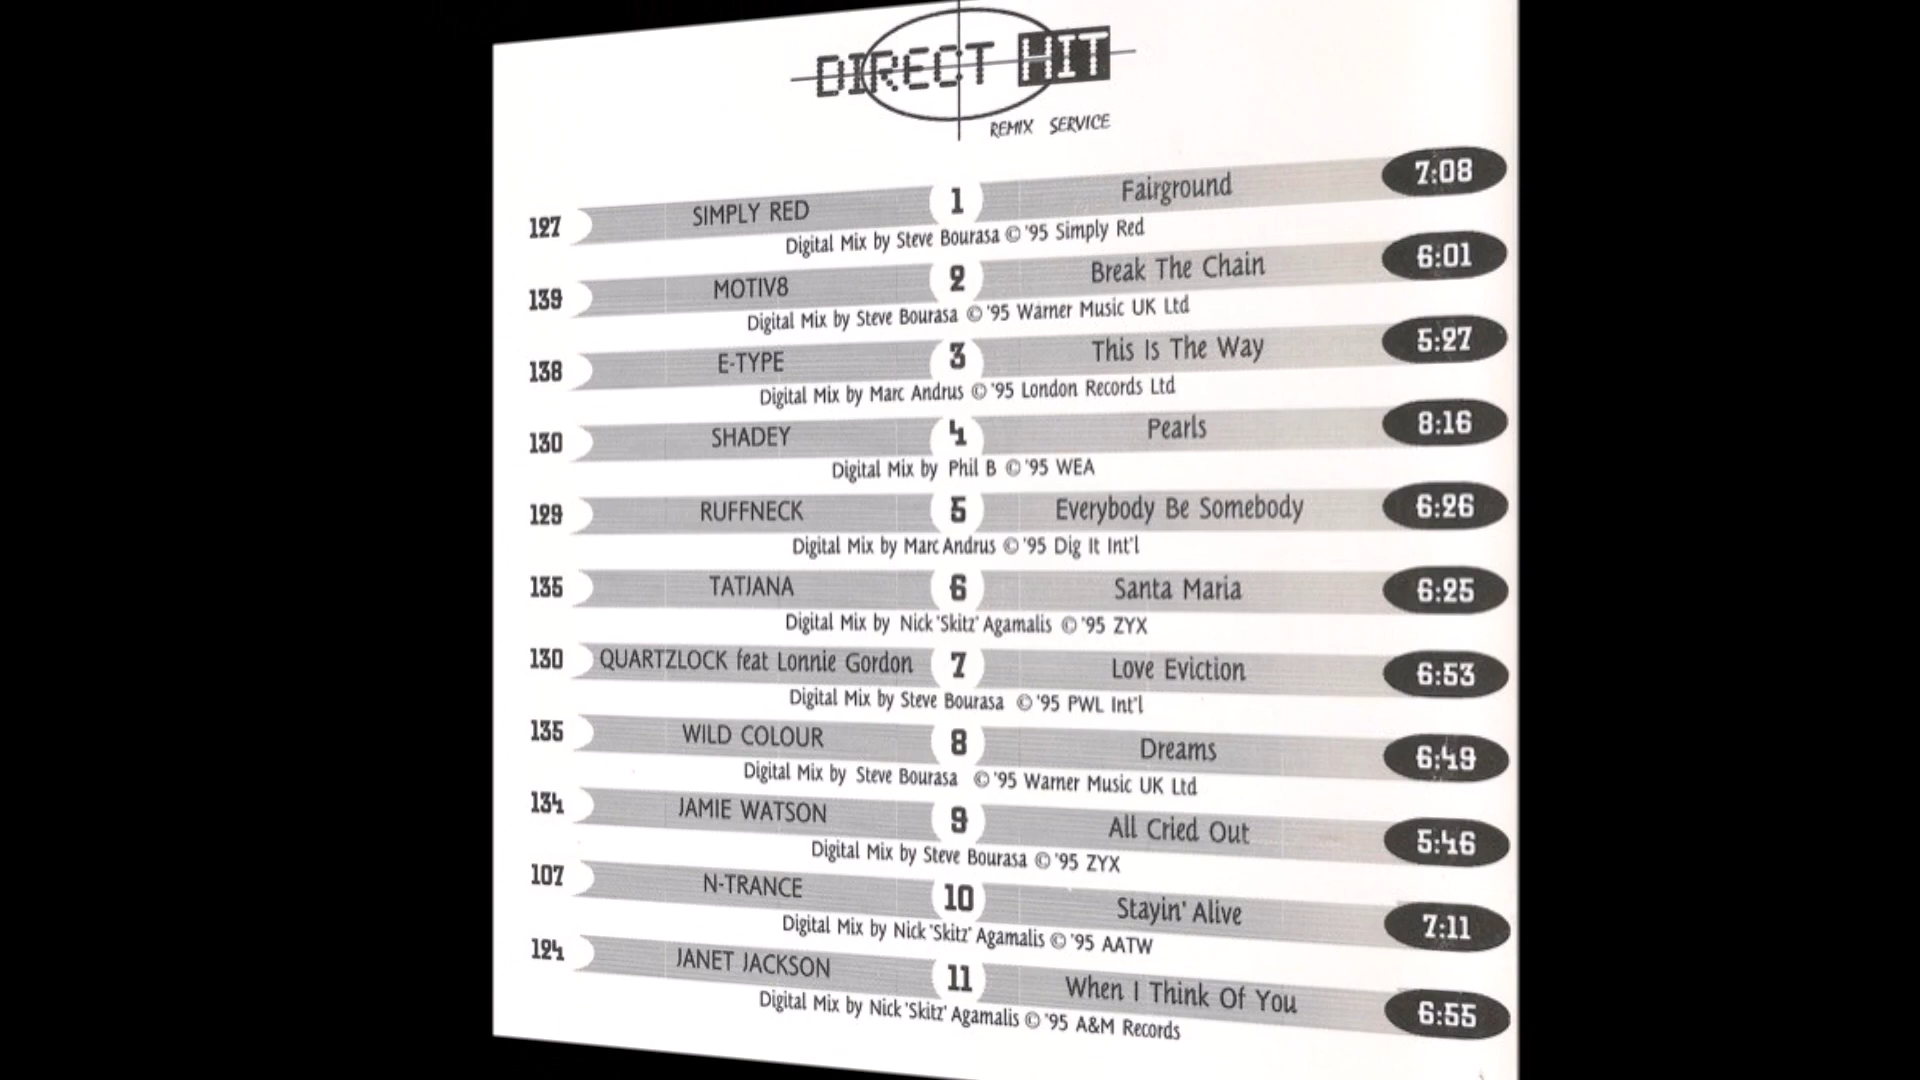 DIRECT HIT
REMIX SERVICE
127 SIMPLY RED 1 Fairground 7:08
Digital Mix by Steve Bourasa © '95 Simply Red
139 MOTIV8 2 Break The Chain 6:01
Digital Mix by Steve Bourasa © '95 Warner Music UK Ltd
138 E-TYPE 3 This Is The Way 5:27
Digital Mix by Marc Andrus © '95 London Records Ltd
130 SHADEY 4 Pearls 8:16
Digital Mix by Phil B © '95 WEA
129 RUFFNECK 5 Everybody Be Somebody 6:26
Digital Mix by Marc Andrus © '95 Dig It Int'l
135 TATJANA 6 Santa Maria 6:25
Digital Mix by Nick 'Skitz' Agamalis © '95 ZYX
130 QUARTZLOCK feat Lonnie Gordon 7 Love Eviction 6:53
Digital Mix by Steve Bourasa © '95 PWL Int'l
135 WILD COLOUR 8 Dreams 6:49
Digital Mix by Steve Bourasa © '95 Warner Music UK Ltd
134 JAMIE WATSON 9 All Cried Out 5:46
Digital Mix by Steve Bourasa © '95 ZYX
107 N-TRANCE 10 Stayin' Alive 7:11
Digital Mix by Nick 'Skitz' Agamalis © '95 AATW
124 JANET JACKSON 11 When I Think Of You 6:55
Digital Mix by Nick 'Skitz' Agamalis © '95 A&M Records